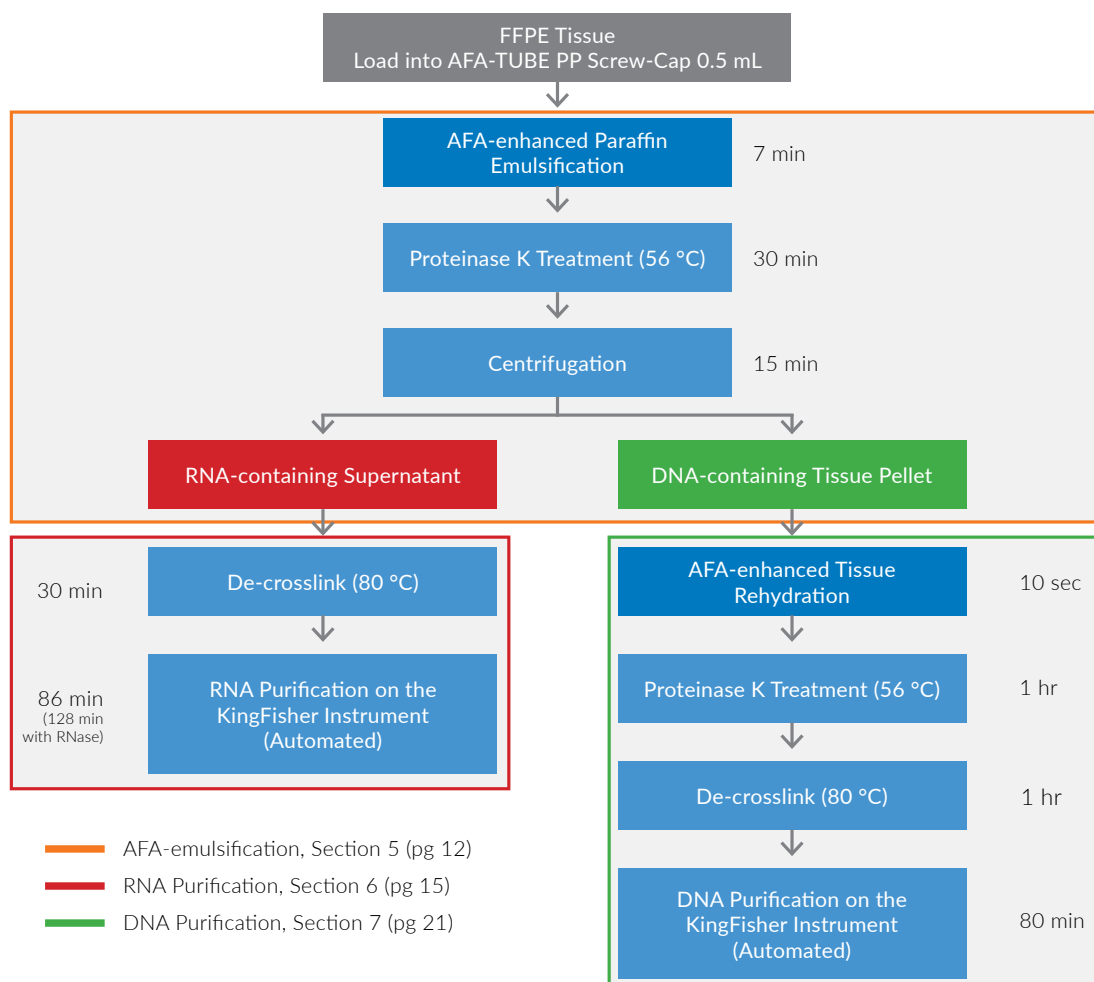 FFPE Tissue
Load into AFA-TUBE PP Screw-Cap 0.5 mL
AFA-enhanced Paraffin
Emulsification
7 min
Proteinase K Treatment (56 °C)
30 min
Centrifugation
15 min
RNA-containing Supernatant
DNA-containing Tissue Pellet
30 min
De-crosslink (80 °C)
86 min
(128 min
with RNase)
RNA Purification on the
KingFisher Instrument
(Automated)
AFA-enhanced Tissue
Rehydration
10 sec
Proteinase K Treatment (56 °C)
1 hr
De-crosslink (80 °C)
1 hr
DNA Purification on the
KingFisher Instrument
(Automated)
80 min
AFA-emulsification, Section 5 (pg 12)
RNA Purification, Section 6 (pg 15)
DNA Purification, Section 7 (pg 21)